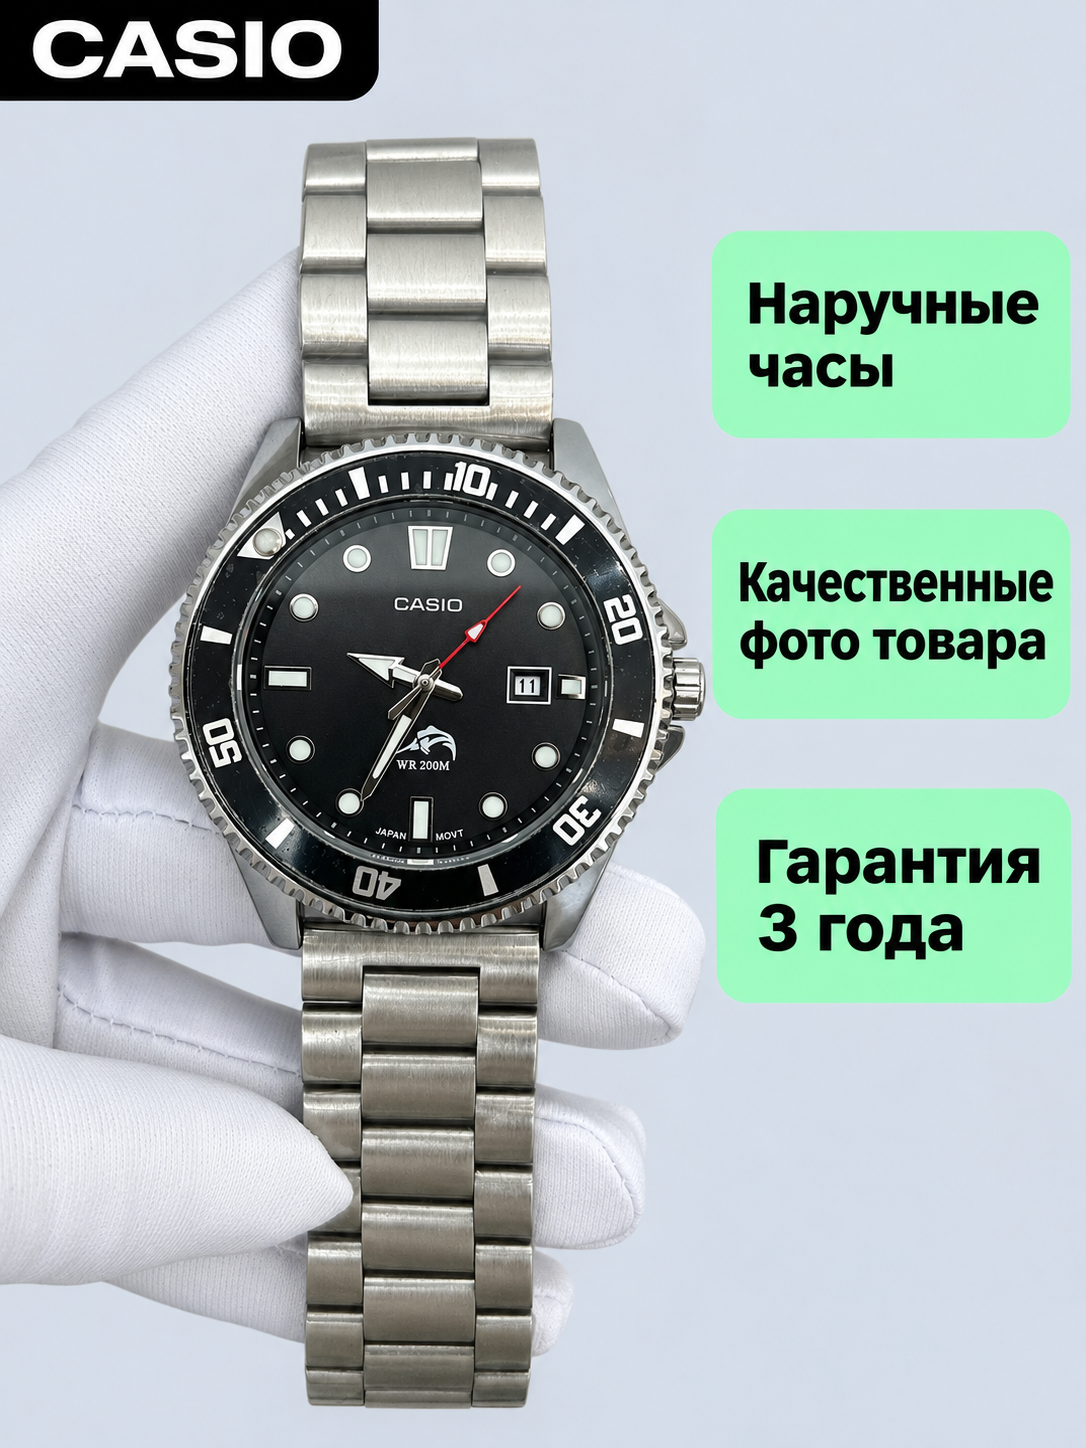 CASIO
Наручные
часы
Качественные
фото товара
Гарантия
3 года
10
20
30
40
50
CASIO
11
WR 200M
JAPAN MOVT